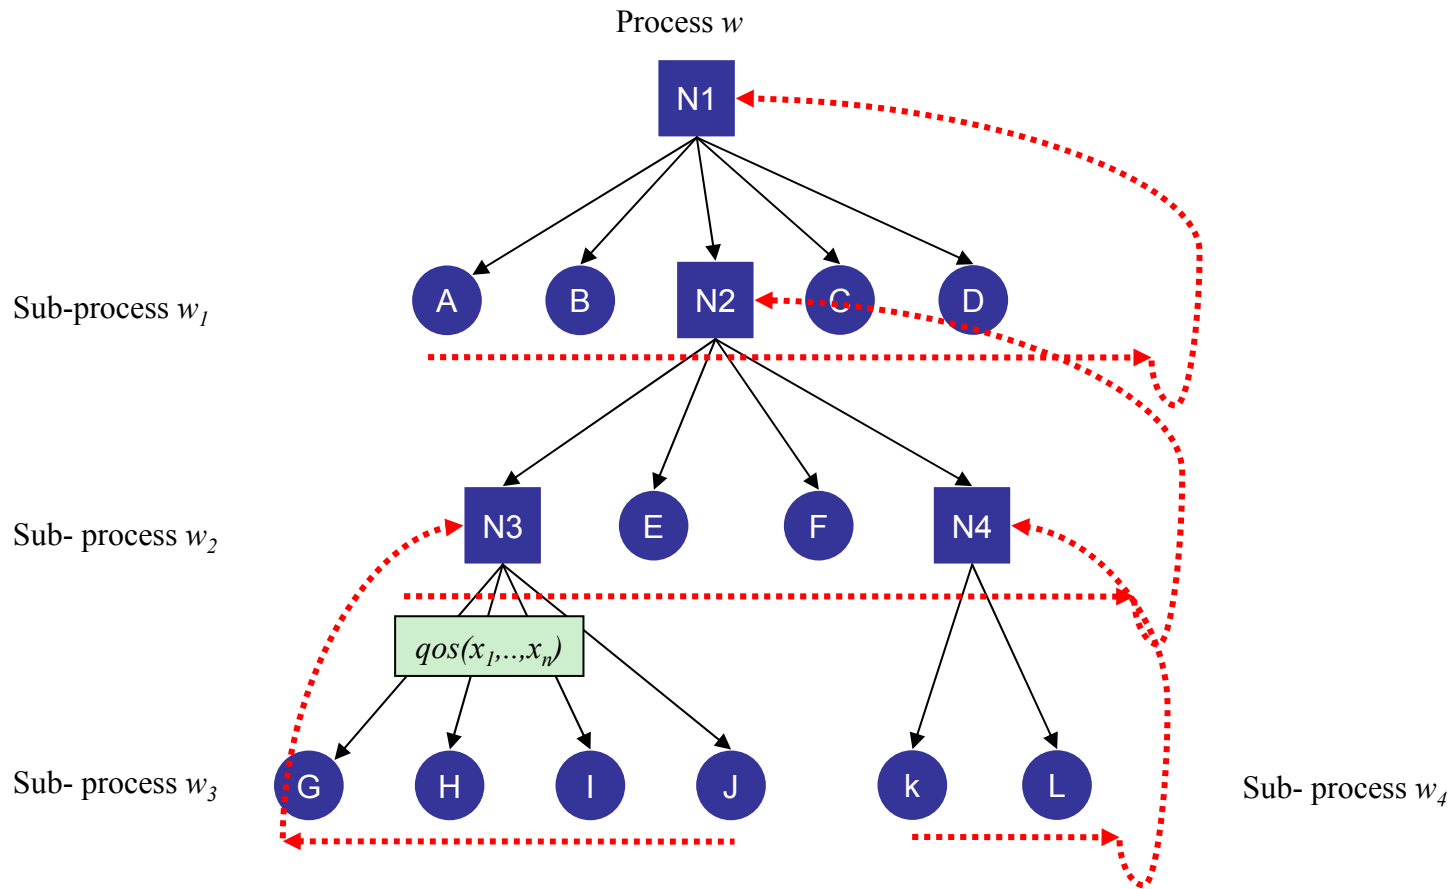 Process w
N1
Sub-process w1
A B N2 C D
Sub- process w2
N3 E F N4
qos(x1,..,xn)
Sub- process w3
G H I J k L
Sub- process w4